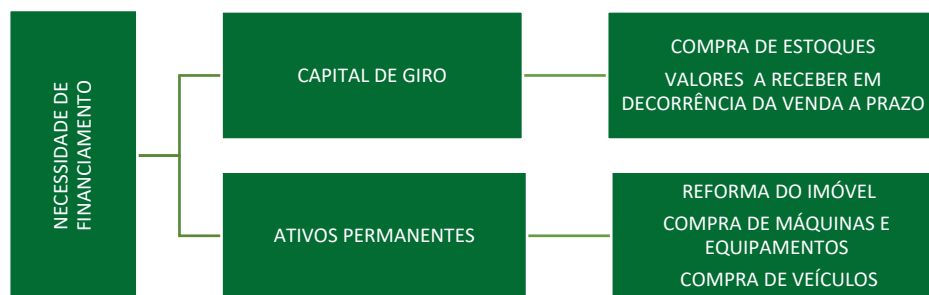 NECESSIDADE DE
FINANCIAMENTO
CAPITAL DE GIRO
COMPRA DE ESTOQUES
VALORES A RECEBER EM
DECORRÊNCIA DA VENDA A PRAZO
ATIVOS PERMANENTES
REFORMA DO IMÓVEL
COMPRA DE MÁQUINAS E
EQUIPAMENTOS
COMPRA DE VEÍCULOS